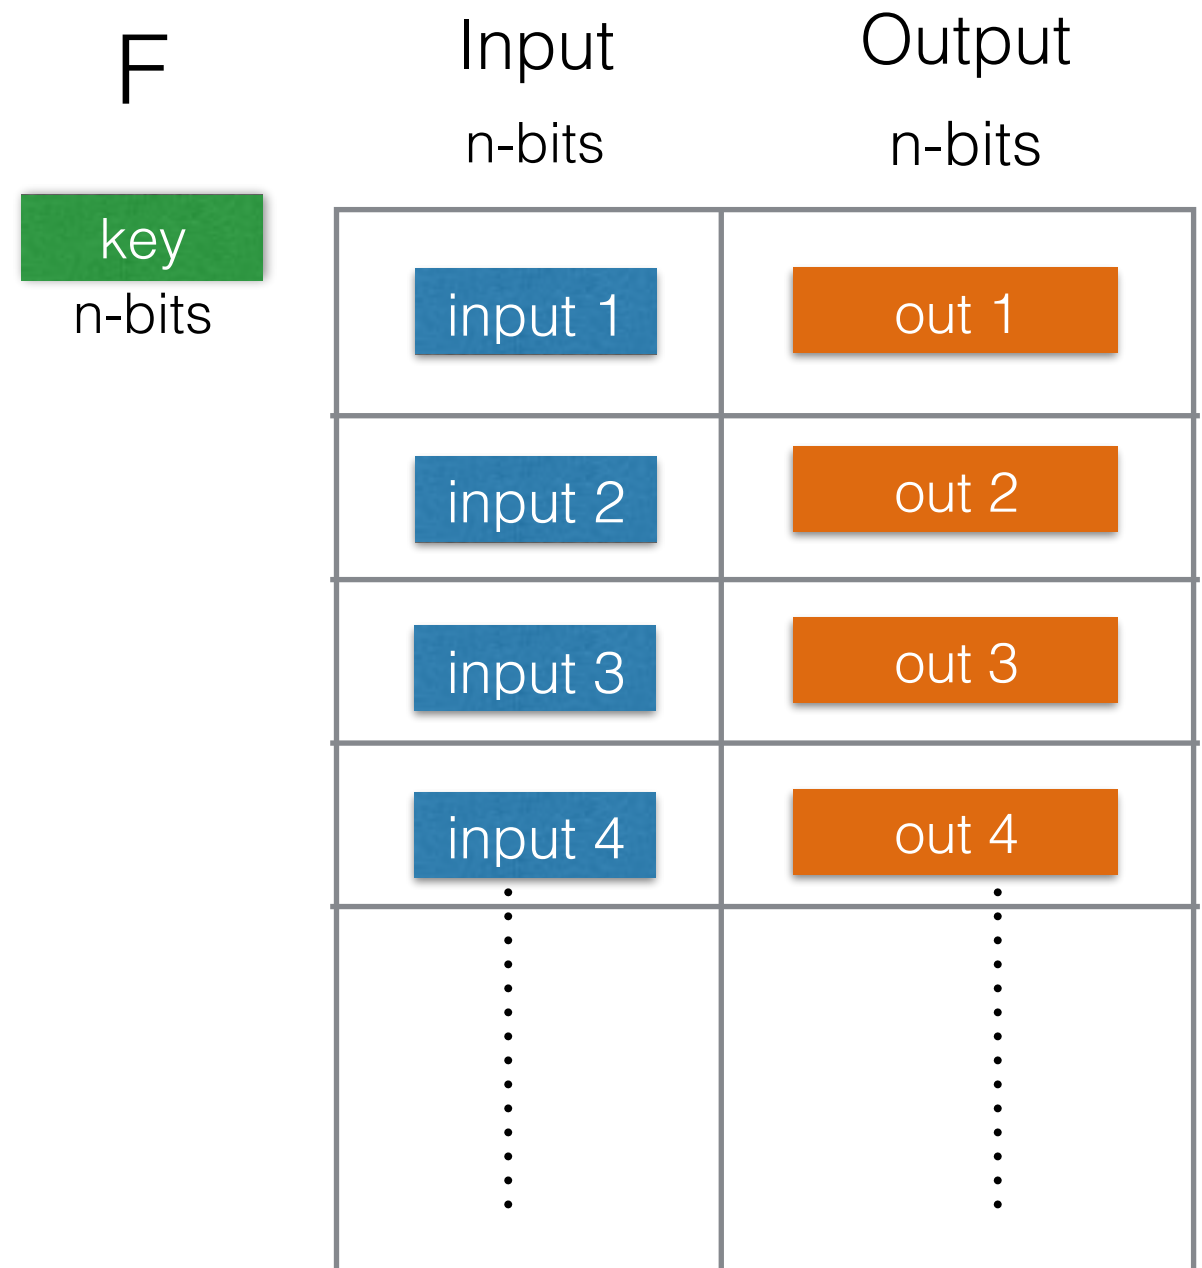 F
key
n-bits
Input
n-bits
Output
n-bits
input 1
out 1
input 2
out 2
input 3
out 3
input 4
out 4